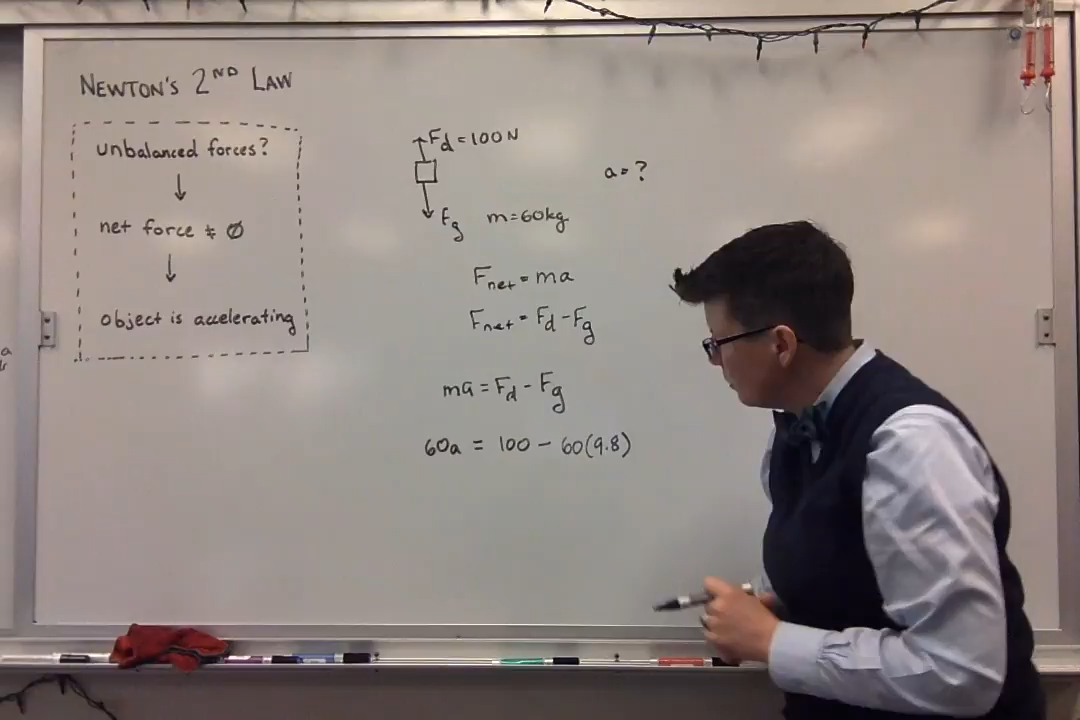 NEWTON'S 2ND LAW
unbalanced forces?
↓
net force ≠ Ø
↓
object is accelerating
Fd = 100N
a = ?
Fg m = 60kg
Fnet = ma
Fnet = Fd - Fg
ma = Fd - Fg
60a = 100 - 60(9.8)